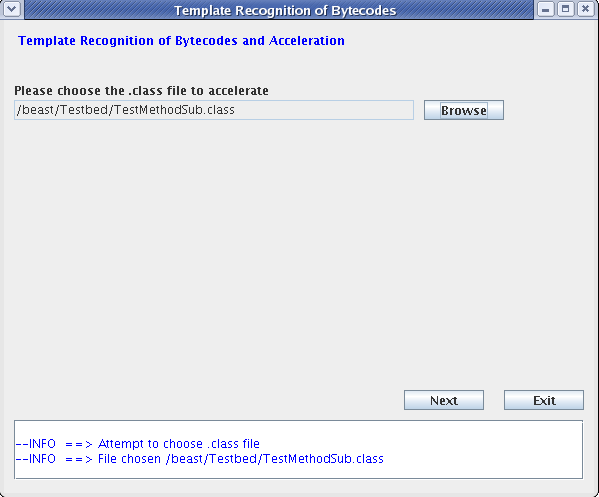 Template Recognition of Bytecodes
Template Recognition of Bytecodes and Acceleration
Please choose the .class file to accelerate
/beast/Testbed/TestMethodSub.class
Browse
Next
Exit
--INFO ==> Attempt to choose .class file
--INFO ==> File chosen /beast/Testbed/TestMethodSub.class